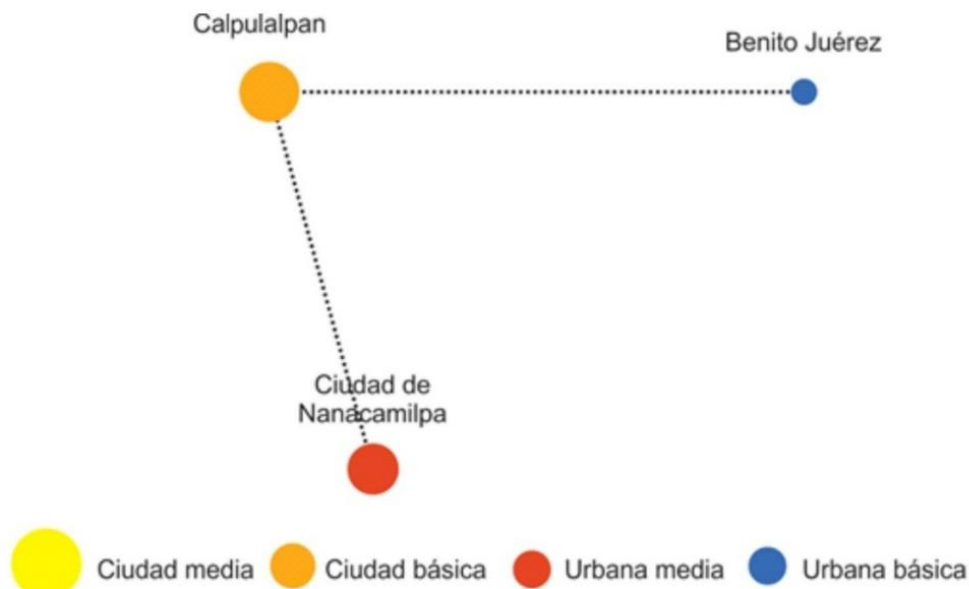 Calpulalpan
Benito Juérez
Ciudad de
Nanacamilpa
Ciudad media
Ciudad básica
Urbana media
Urbana básica